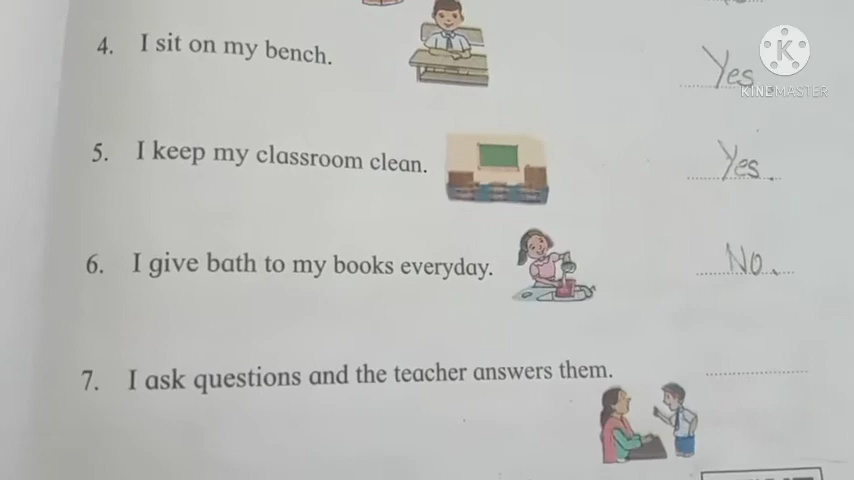 4. I sit on my bench. Yes
K
KINEMASTER
5. I keep my classroom clean. Yes.
6. I give bath to my books everyday. No.
7. I ask questions and the teacher answers them.